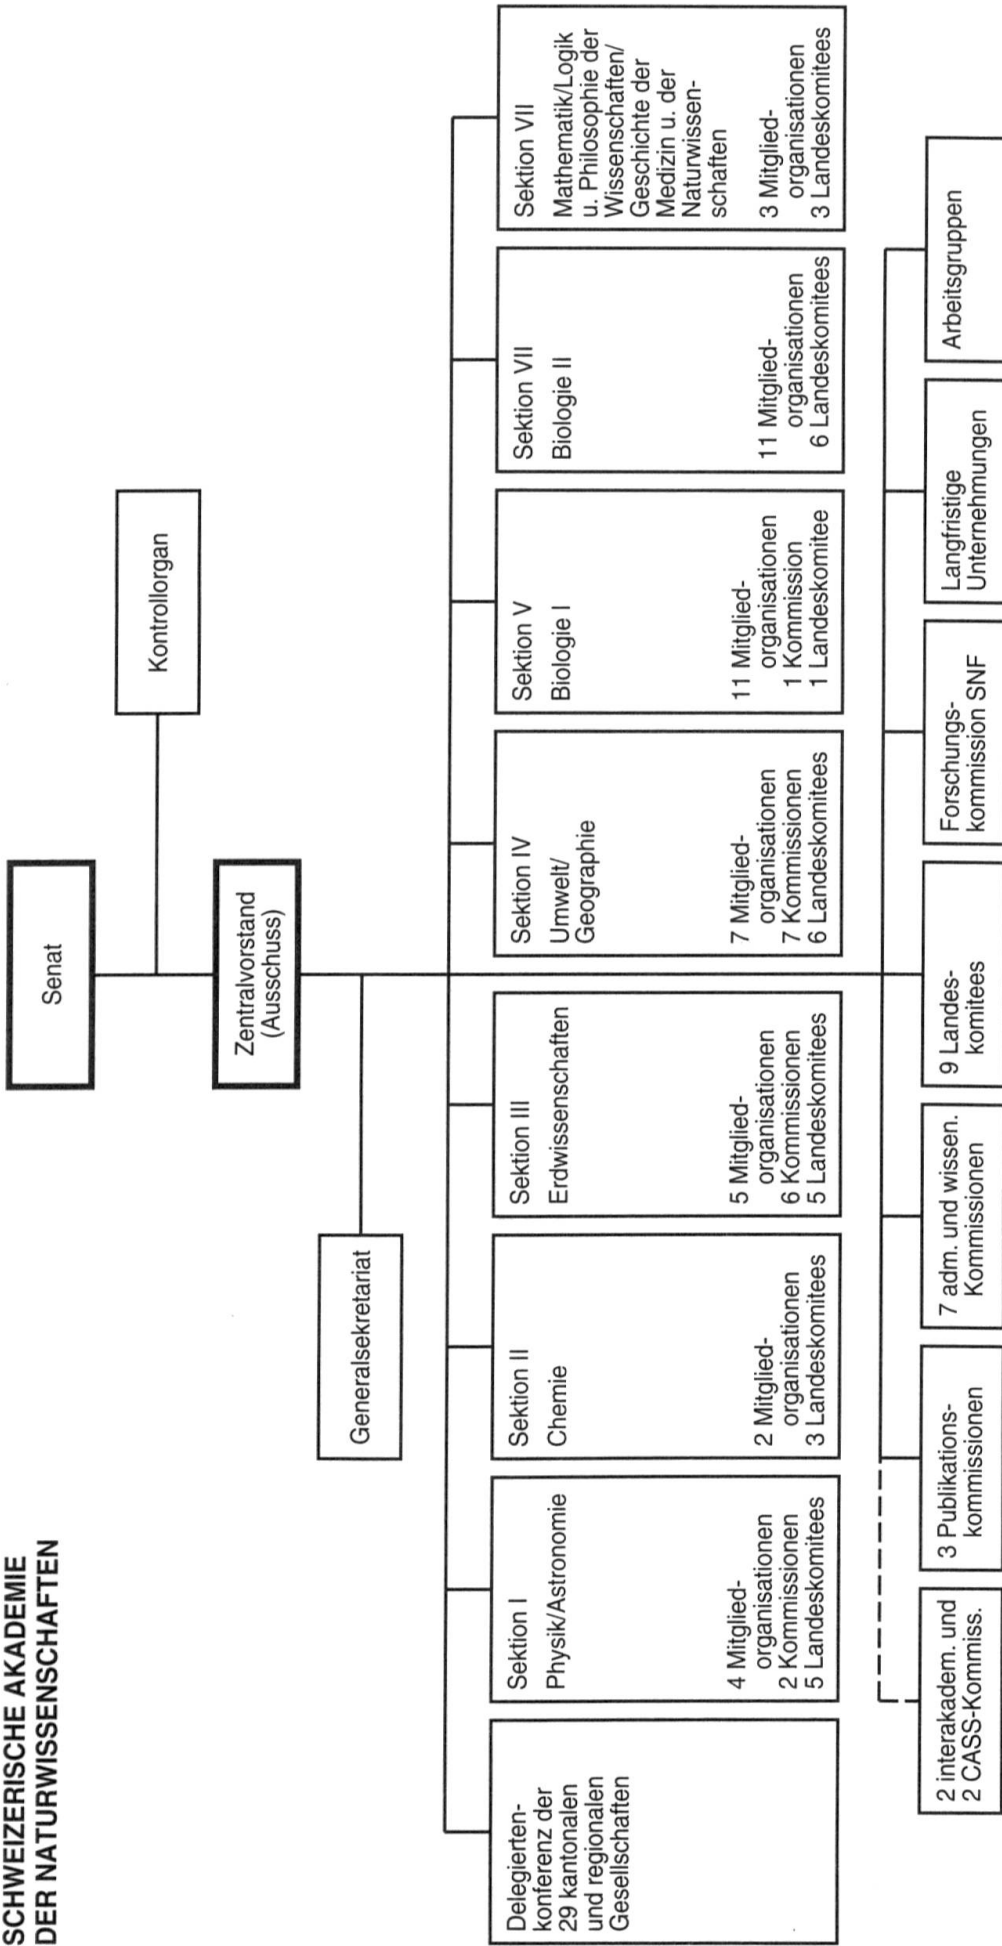 SCHWEIZERISCHE AKADEMIE
DER NATURWISSENSCHAFTEN
Senat
Kontrollorgan
Zentralvorstand
(Ausschuss)
Generalsekretariat
Delegierten-
konferenz der
29 kantonalen
und regionalen
Gesellschaften
Sektion I
Physik/Astronomie
4 Mitglied-
organisationen
2 Kommissionen
5 Landeskomitees
Sektion II
Chemie
2 Mitglied-
organisationen
3 Landeskomitees
Sektion III
Erdwissenschaften
5 Mitglied-
organisationen
6 Kommissionen
5 Landeskomitees
Sektion IV
Umwelt/
Geographie
7 Mitglied-
organisationen
7 Kommissionen
6 Landeskomitees
Sektion V
Biologie I
11 Mitglied-
organisationen
1 Kommission
1 Landeskomitee
Sektion VII
Biologie II
11 Mitglied-
organisationen
6 Landeskomitees
Sektion VII
Mathematik/Logik
u. Philosophie der
Wissenschaften/
Geschichte der
Medizin u. der
Naturwissen-
schaften
3 Mitglied-
organisationen
3 Landeskomitees
2 interakadem. und
2 CASS-Kommiss.
3 Publikations-
kommissionen
7 adm. und wissen.
Kommissionen
9 Landes-
komitees
Forschungs-
kommission SNF
Langfristige
Unternehmungen
Arbeitsgruppen